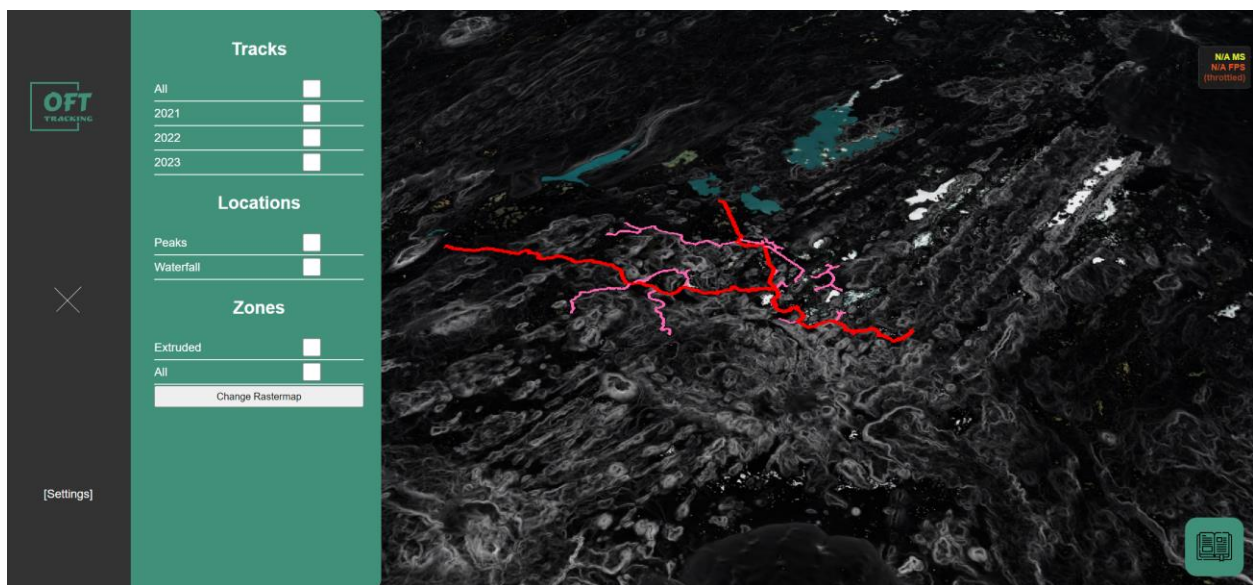 OFT
TRACKING
[Settings]
Tracks
All
2021
2022
2023
Locations
Peaks
Waterfall
Zones
Extruded
All
Change Rastermap
N/A MS
N/A FPS
(throttled)